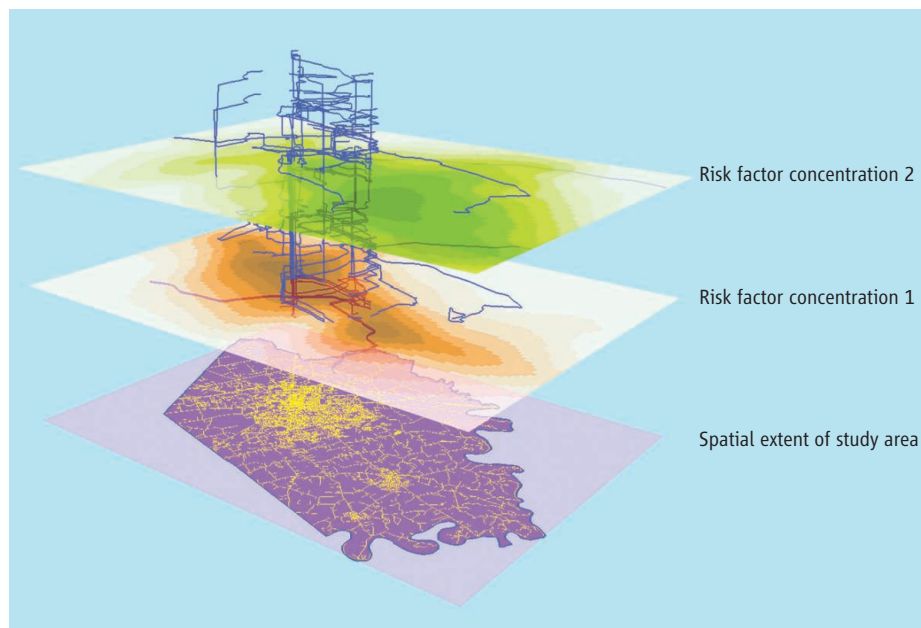 Risk factor concentration 2
Risk factor concentration 1
Spatial extent of study area